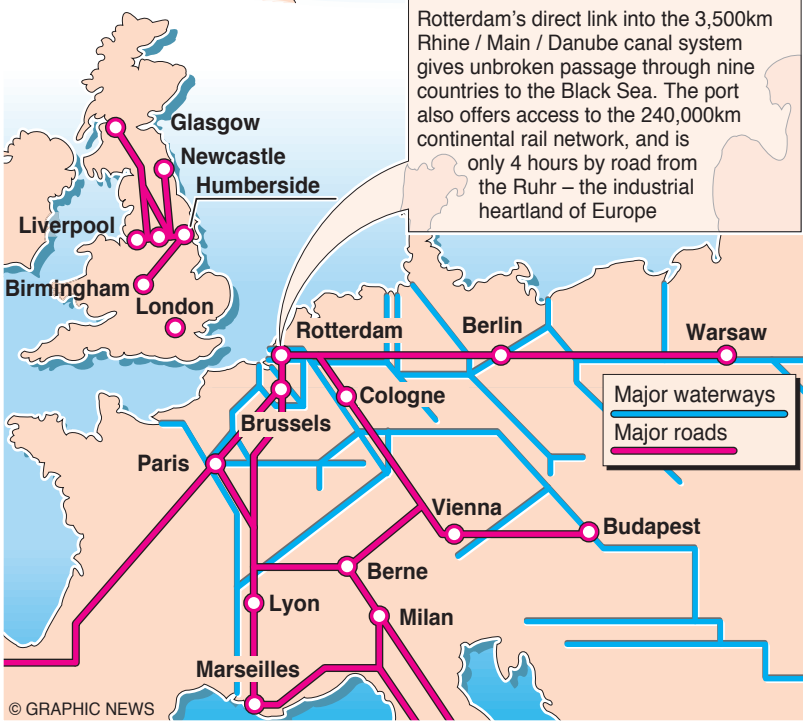 Rotterdam’s direct link into the 3,500km
Rhine / Main / Danube canal system
gives unbroken passage through nine
countries to the Black Sea. The port
also offers access to the 240,000km
continental rail network, and is
only 4 hours by road from
the Ruhr – the industrial
heartland of Europe
Glasgow
Newcastle
Humberside
Liverpool
Birmingham
London
Rotterdam
Berlin
Warsaw
Cologne
Brussels
Major waterways
Major roads
Paris
Vienna
Budapest
Berne
Lyon
Milan
Marseilles
© GRAPHIC NEWS